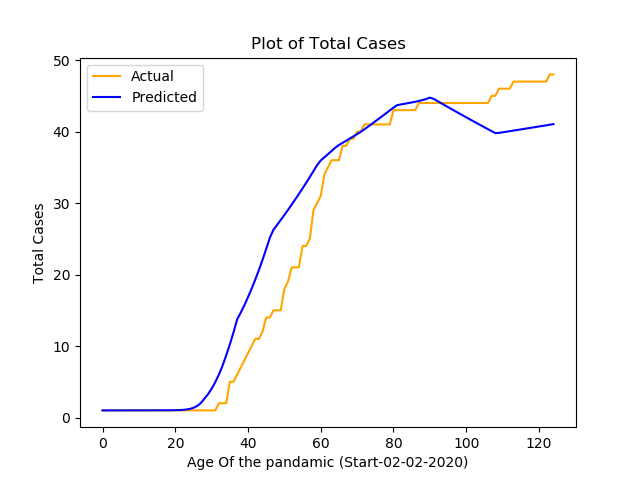 Plot of Total Cases
Actual
Predicted
50
40
30
20
10
0
Total Cases
0 20 40 60 80 100 120
Age Of the pandamic (Start-02-02-2020)